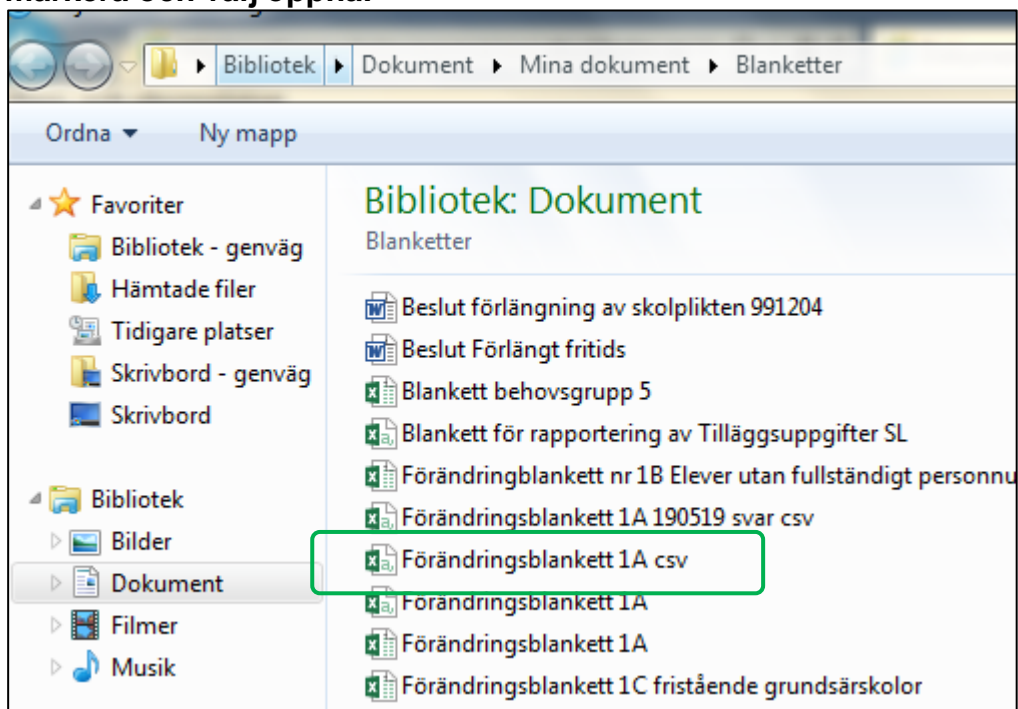 Bibliotek Dokument Mina dokument Blanketter
Ordna Ny mapp
Favoriter
Bibliotek - genväg
Hämtade filer
Tidigare platser
Skrivbord - genväg
Skrivbord
Bibliotek
Bilder
Dokument
Filmer
Musik
Bibliotek: Dokument
Blanketter
Beslut förlängning av skolplikten 991204
Beslut Förlängt fritids
Blankett behovsgrupp 5
Blankett för rapportering av Tilläggsuppgifter SL
Förändringblankett nr 1B Elever utan fullständigt personnu
Förändringsblankett 1A 190519 svar csv
Förändringsblankett 1A csv
Förändringsblankett 1A
Förändringsblankett 1A
Förändringsblankett 1C fristående grundsärskolor